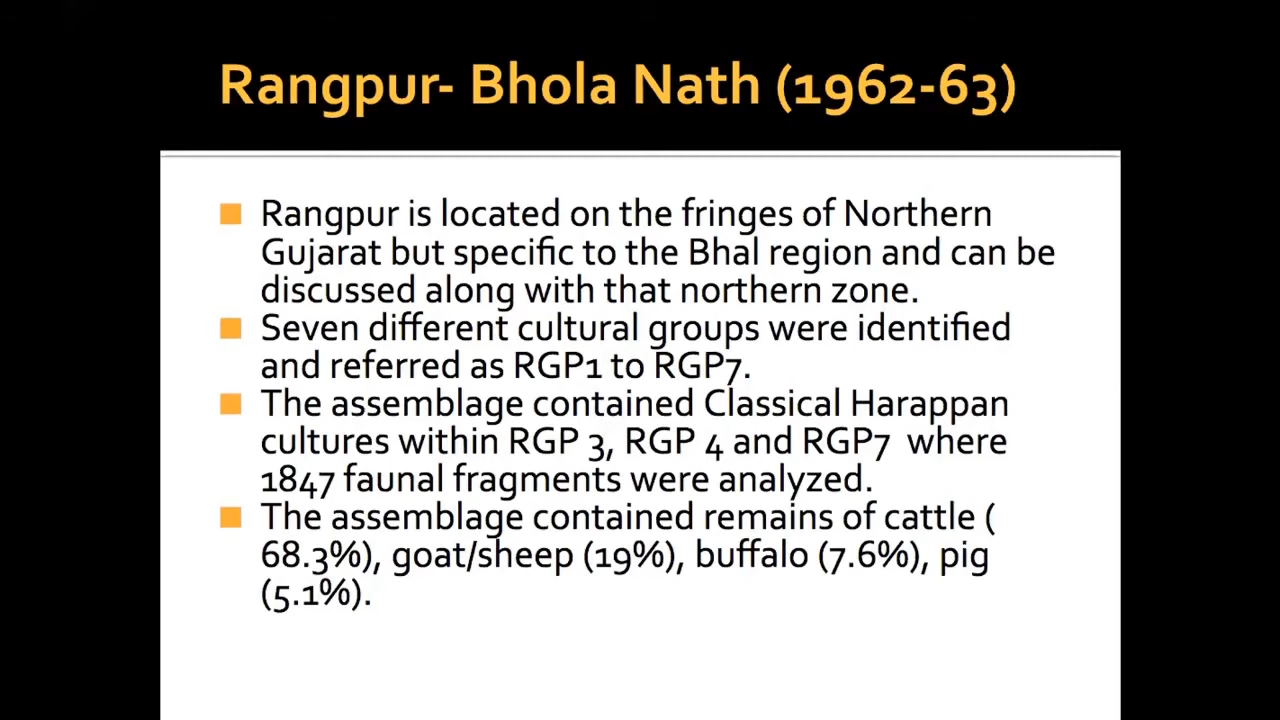 Rangpur- Bhola Nath (1962-63)
Rangpur is located on the fringes of Northern
Gujarat but specific to the Bhal region and can be
discussed along with that northern zone.
Seven different cultural groups were identified
and referred as RGP1 to RGP7.
The assemblage contained Classical Harappan
cultures within RGP 3, RGP 4 and RGP7 where
1847 faunal fragments were analyzed.
The assemblage contained remains of cattle (
68.3%), goat/sheep (19%), buffalo (7.6%), pig
(5.1%).